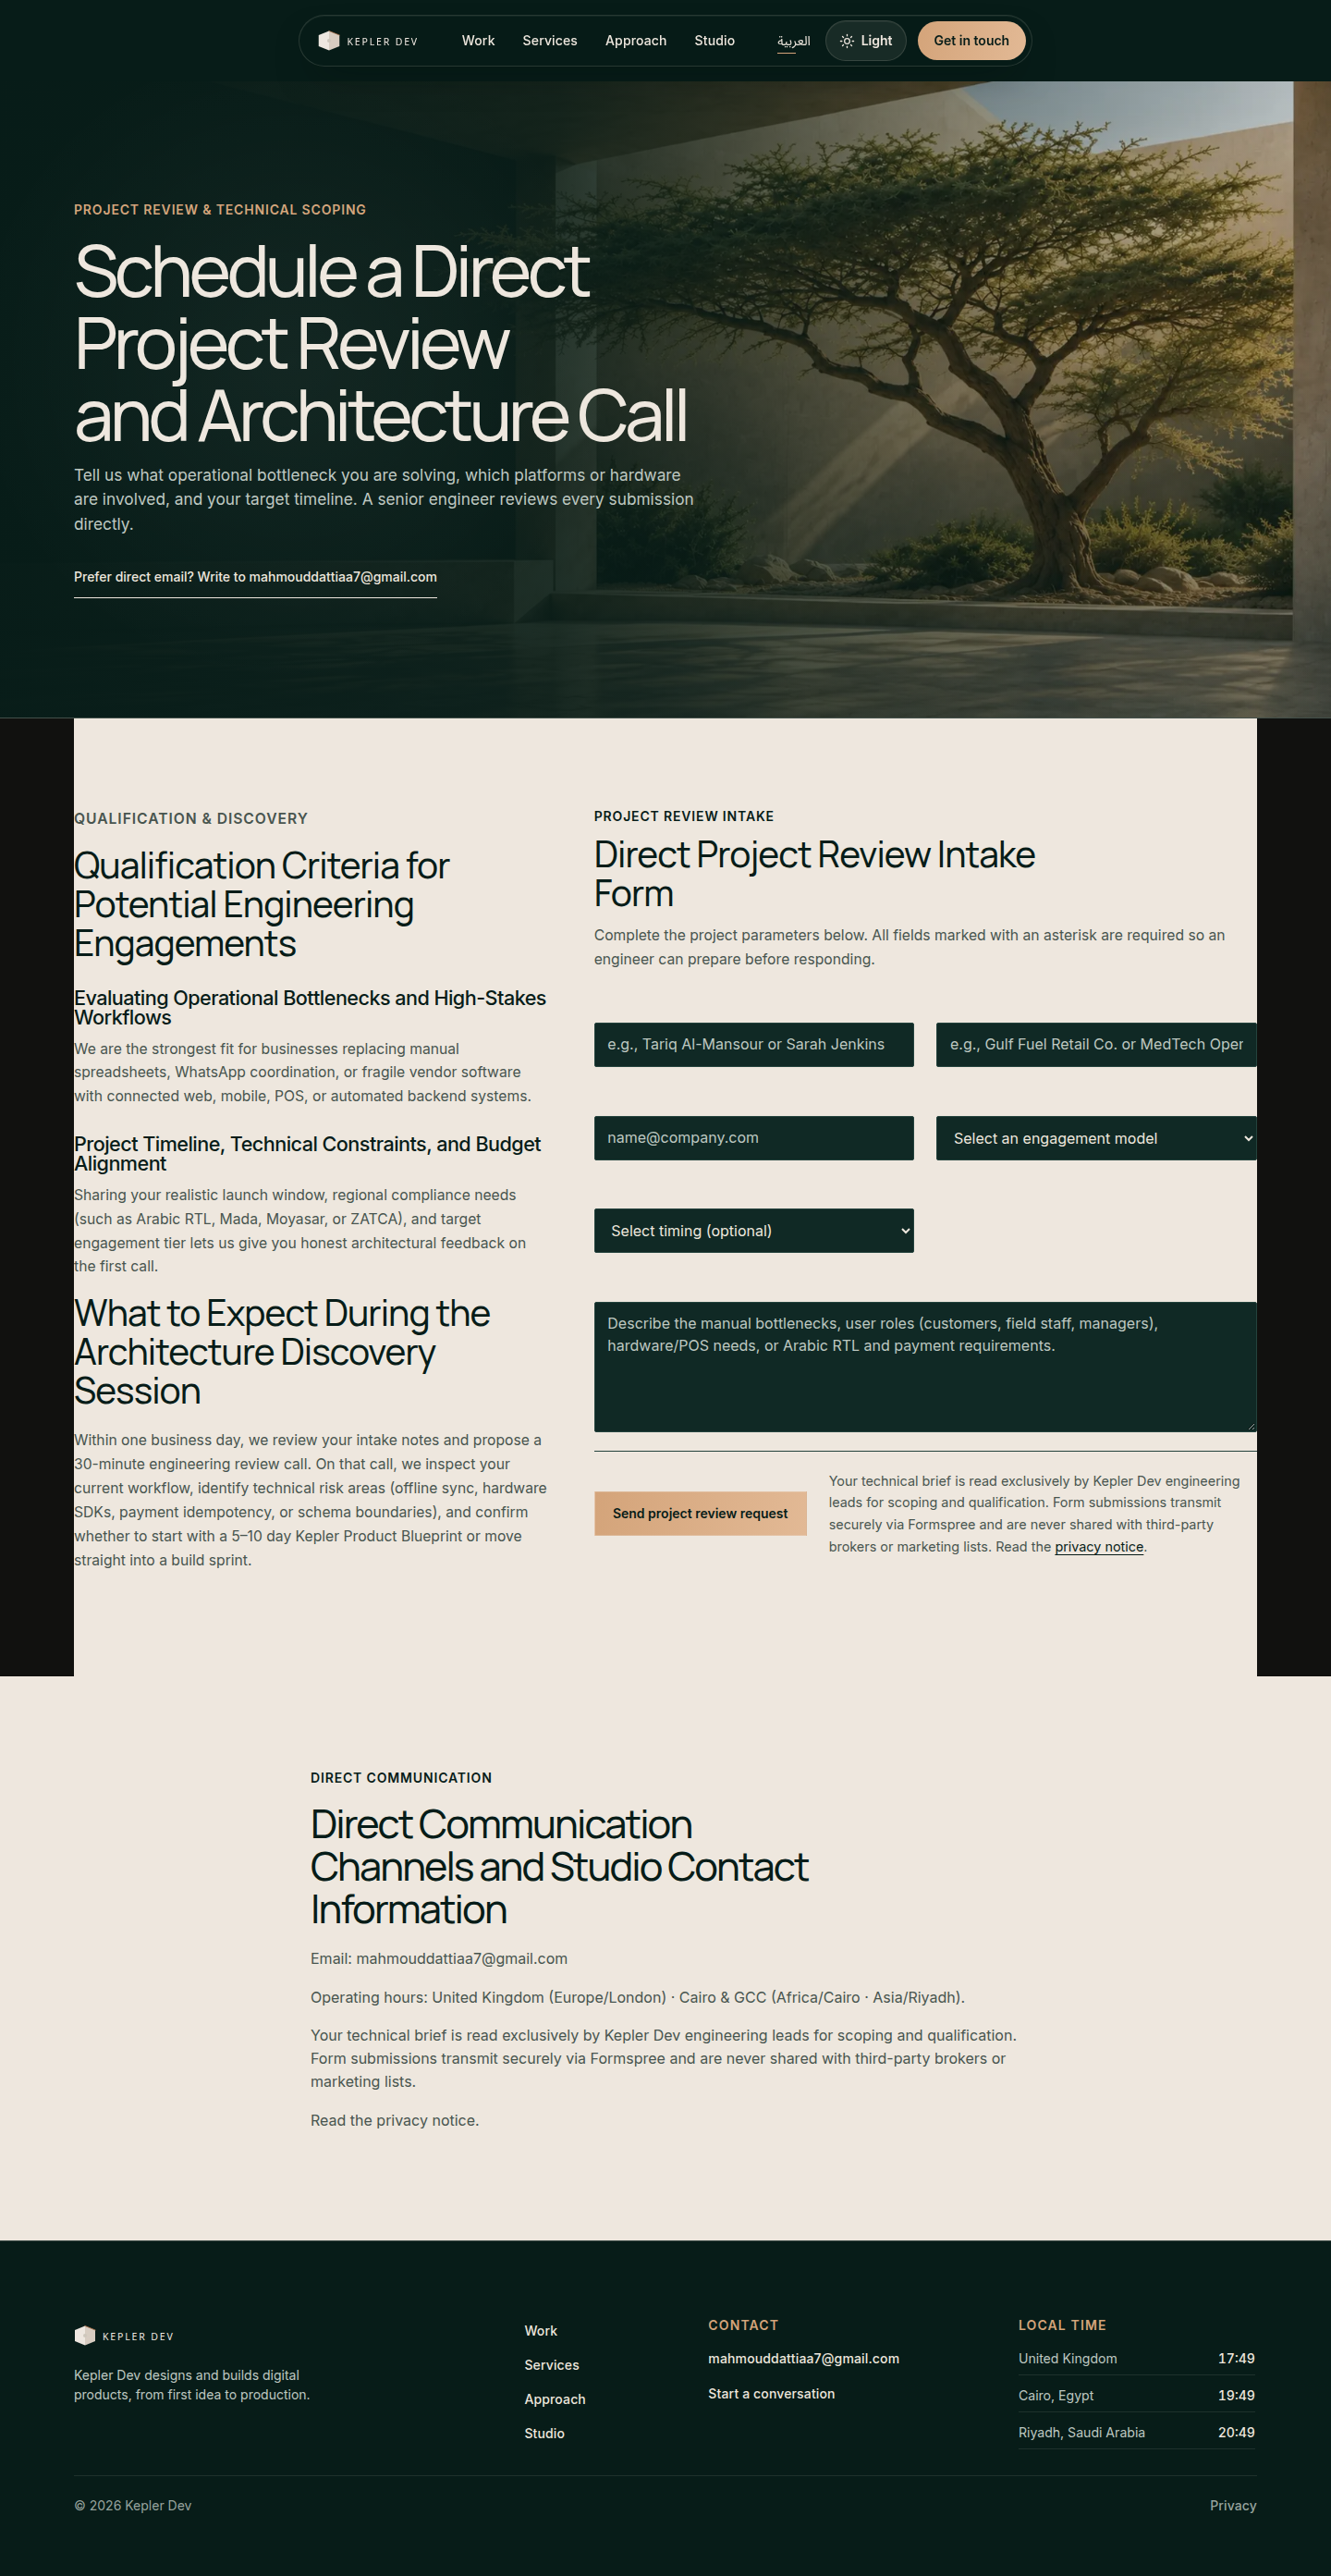 KEPLER DEV
Work
Services
Approach
Studio
العربية
Light
Get in touch
PROJECT REVIEW & TECHNICAL SCOPING
Schedule a Direct
Project Review
and Architecture Call
Tell us what operational bottleneck you are solving, which platforms or hardware
are involved, and your target timeline. A senior engineer reviews every submission
directly.
Prefer direct email? Write to mahmouddattiaa7@gmail.com
QUALIFICATION & DISCOVERY
Qualification Criteria for
Potential Engineering
Engagements
Evaluating Operational Bottlenecks and High-Stakes
Workflows
We are the strongest fit for businesses replacing manual
spreadsheets, WhatsApp coordination, or fragile vendor software
with connected web, mobile, POS, or automated backend systems.
Project Timeline, Technical Constraints, and Budget
Alignment
Sharing your realistic launch window, regional compliance needs
(such as Arabic RTL, Mada, Moyasar, or ZATCA), and target
engagement tier lets us give you honest architectural feedback on
the first call.
What to Expect During the
Architecture Discovery
Session
Within one business day, we review your intake notes and propose a
30-minute engineering review call. On that call, we inspect your
current workflow, identify technical risk areas (offline sync, hardware
SDKs, payment idempotency, or schema boundaries), and confirm
whether to start with a 5–10 day Kepler Product Blueprint or move
straight into a build sprint.
PROJECT REVIEW INTAKE
Direct Project Review Intake
Form
Complete the project parameters below. All fields marked with an asterisk are required so an
engineer can prepare before responding.
e.g., Tariq Al-Mansour or Sarah Jenkins
e.g., Gulf Fuel Retail Co. or MedTech Oper
name@company.com
Select an engagement model
Select timing (optional)
Describe the manual bottlenecks, user roles (customers, field staff, managers),
hardware/POS needs, or Arabic RTL and payment requirements.
Send project review request
Your technical brief is read exclusively by Kepler Dev engineering
leads for scoping and qualification. Form submissions transmit
securely via Formspree and are never shared with third-party
brokers or marketing lists. Read the privacy notice.
DIRECT COMMUNICATION
Direct Communication
Channels and Studio Contact
Information
Email: mahmouddattiaa7@gmail.com
Operating hours: United Kingdom (Europe/London) · Cairo & GCC (Africa/Cairo · Asia/Riyadh).
Your technical brief is read exclusively by Kepler Dev engineering leads for scoping and qualification.
Form submissions transmit securely via Formspree and are never shared with third-party brokers or
marketing lists.
Read the privacy notice.
KEPLER DEV
Kepler Dev designs and builds digital
products, from first idea to production.
Work
Services
Approach
Studio
CONTACT
mahmouddattiaa7@gmail.com
Start a conversation
LOCAL TIME
United Kingdom 17:49
Cairo, Egypt 19:49
Riyadh, Saudi Arabia 20:49
© 2026 Kepler Dev
Privacy